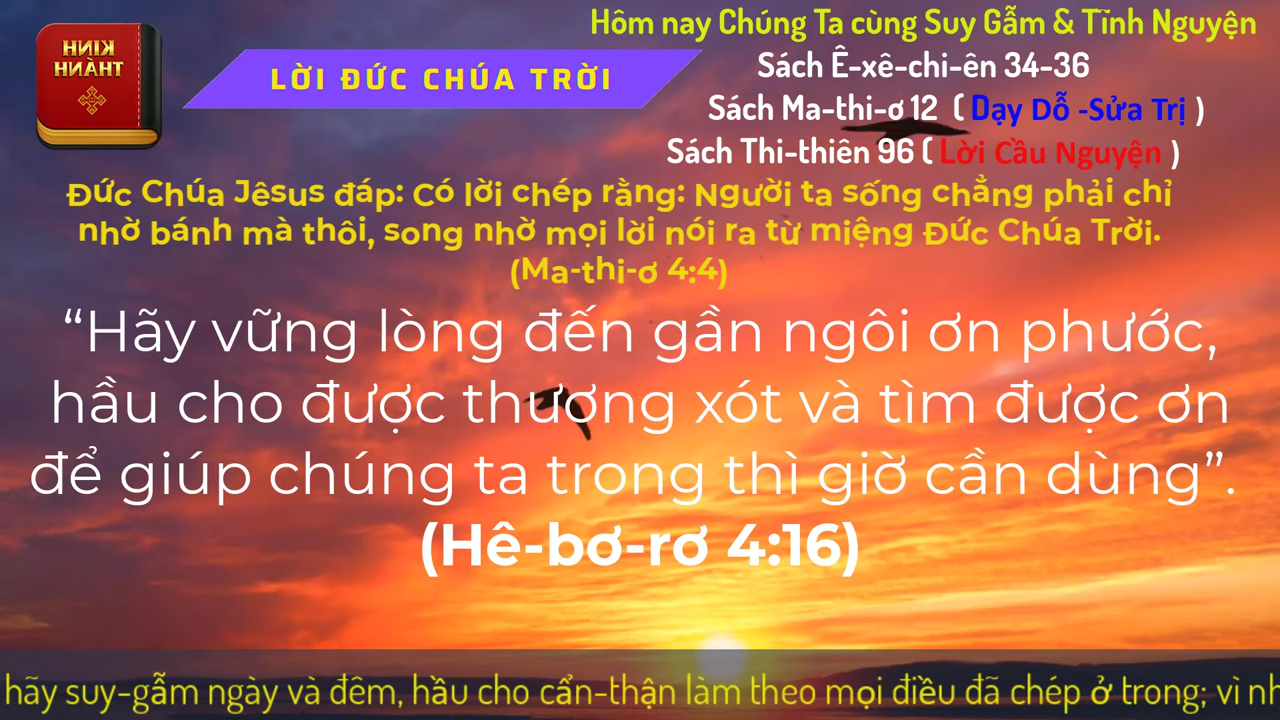 KINH
THÁNH
LỜI ĐỨC CHÚA TRỜI
Hôm nay Chúng Ta cùng Suy Gẫm & Tĩnh Nguyện
Sách Ê-xê-chi-ên 34-36
Sách Ma-thi-ơ 12 ( Dạy Dỗ -Sửa Trị )
Sách Thi-thiên 96 ( Lời Cầu Nguyện )
Đức Chúa Jêsus đáp: Có lời chép rằng: Người ta sống chẳng phải chỉ
nhờ bánh mà thôi, song nhờ mọi lời nói ra từ miệng Đức Chúa Trời.
(Ma-thi-ơ 4:4)
“Hãy vững lòng đến gần ngôi ơn phước,
hầu cho được thương xót và tìm được ơn
để giúp chúng ta trong thì giờ cần dùng”.
(Hê-bơ-rơ 4:16)
hãy suy-gẫm ngày và đêm, hầu cho cẩn-thận làm theo mọi điều đã chép ở trong; vì nh